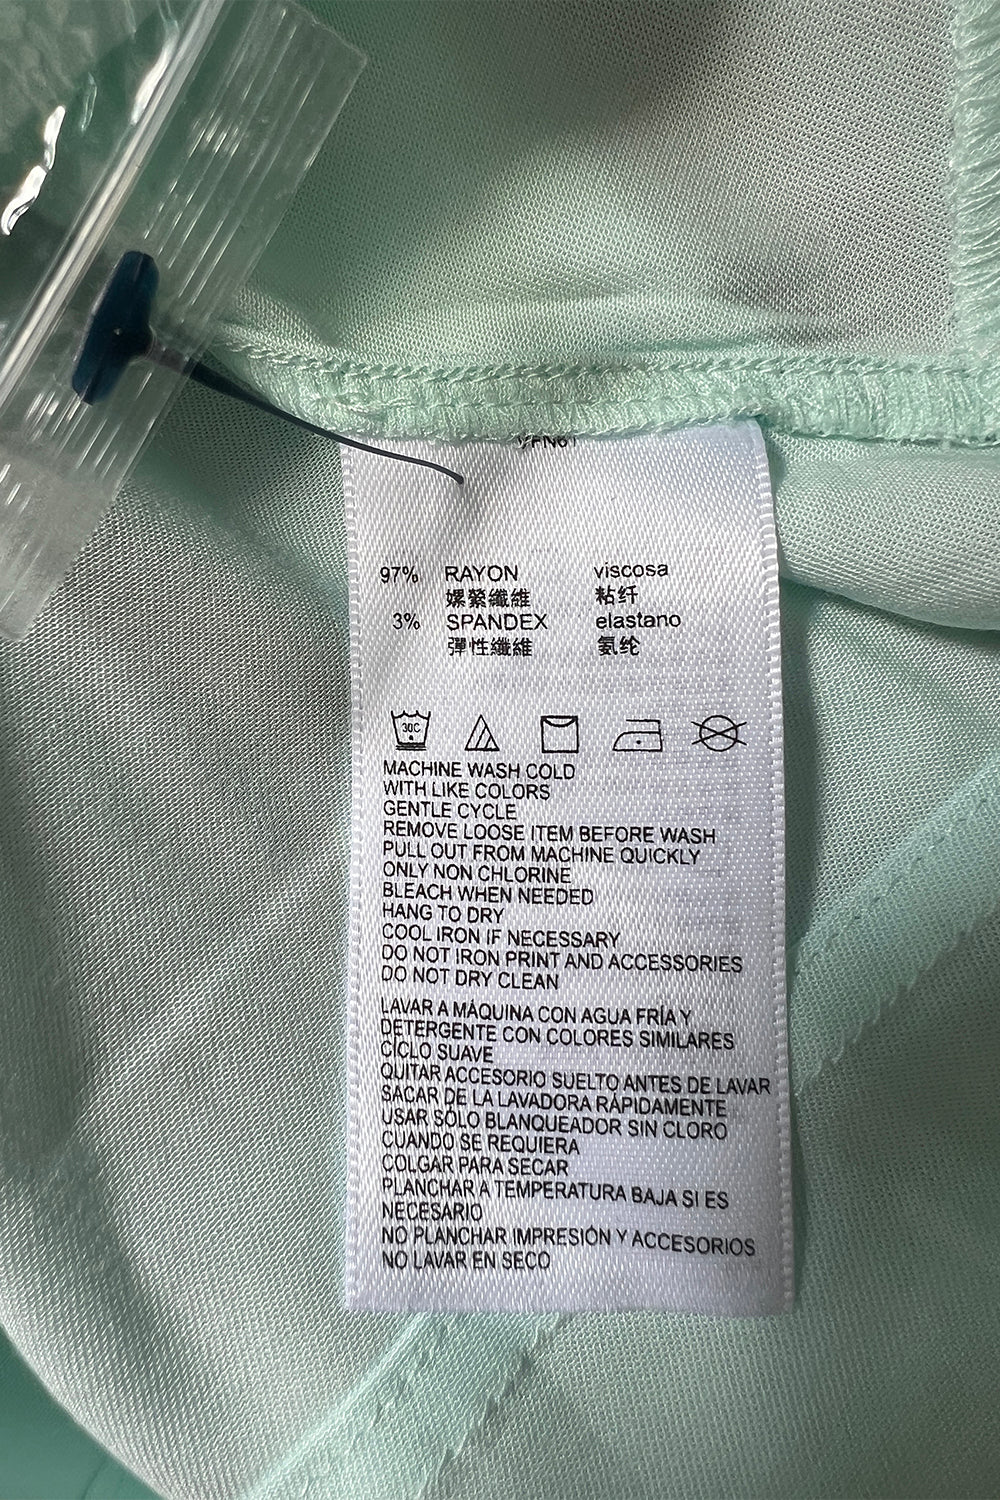 97% RAYON viscosa
嫘縈纖維 粘纤
3% SPANDEX elastano
彈性纖維 氨纶
30C
MACHINE WASH COLD
WITH LIKE COLORS
GENTLE CYCLE
REMOVE LOOSE ITEM BEFORE WASH
PULL OUT FROM MACHINE QUICKLY
ONLY NON CHLORINE
BLEACH WHEN NEEDED
HANG TO DRY
COOL IRON IF NECESSARY
DO NOT IRON PRINT AND ACCESSORIES
DO NOT DRY CLEAN
LAVAR A MÁQUINA CON AGUA FRÍA Y
DETERGENTE CON COLORES SIMILARES
CICLO SUAVE
QUITAR ACCESORIO SUELTO ANTES DE LAVAR
SACAR DE LA LAVADORA RÁPIDAMENTE
USAR SÓLO BLANQUEADOR SIN CLORO
CUANDO SE REQUIERA
COLGAR PARA SECAR
PLANCHAR A TEMPERATURA BAJA SI ES
NECESARIO
NO PLANCHAR IMPRESIÓN Y ACCESORIOS
NO LAVAR EN SECO